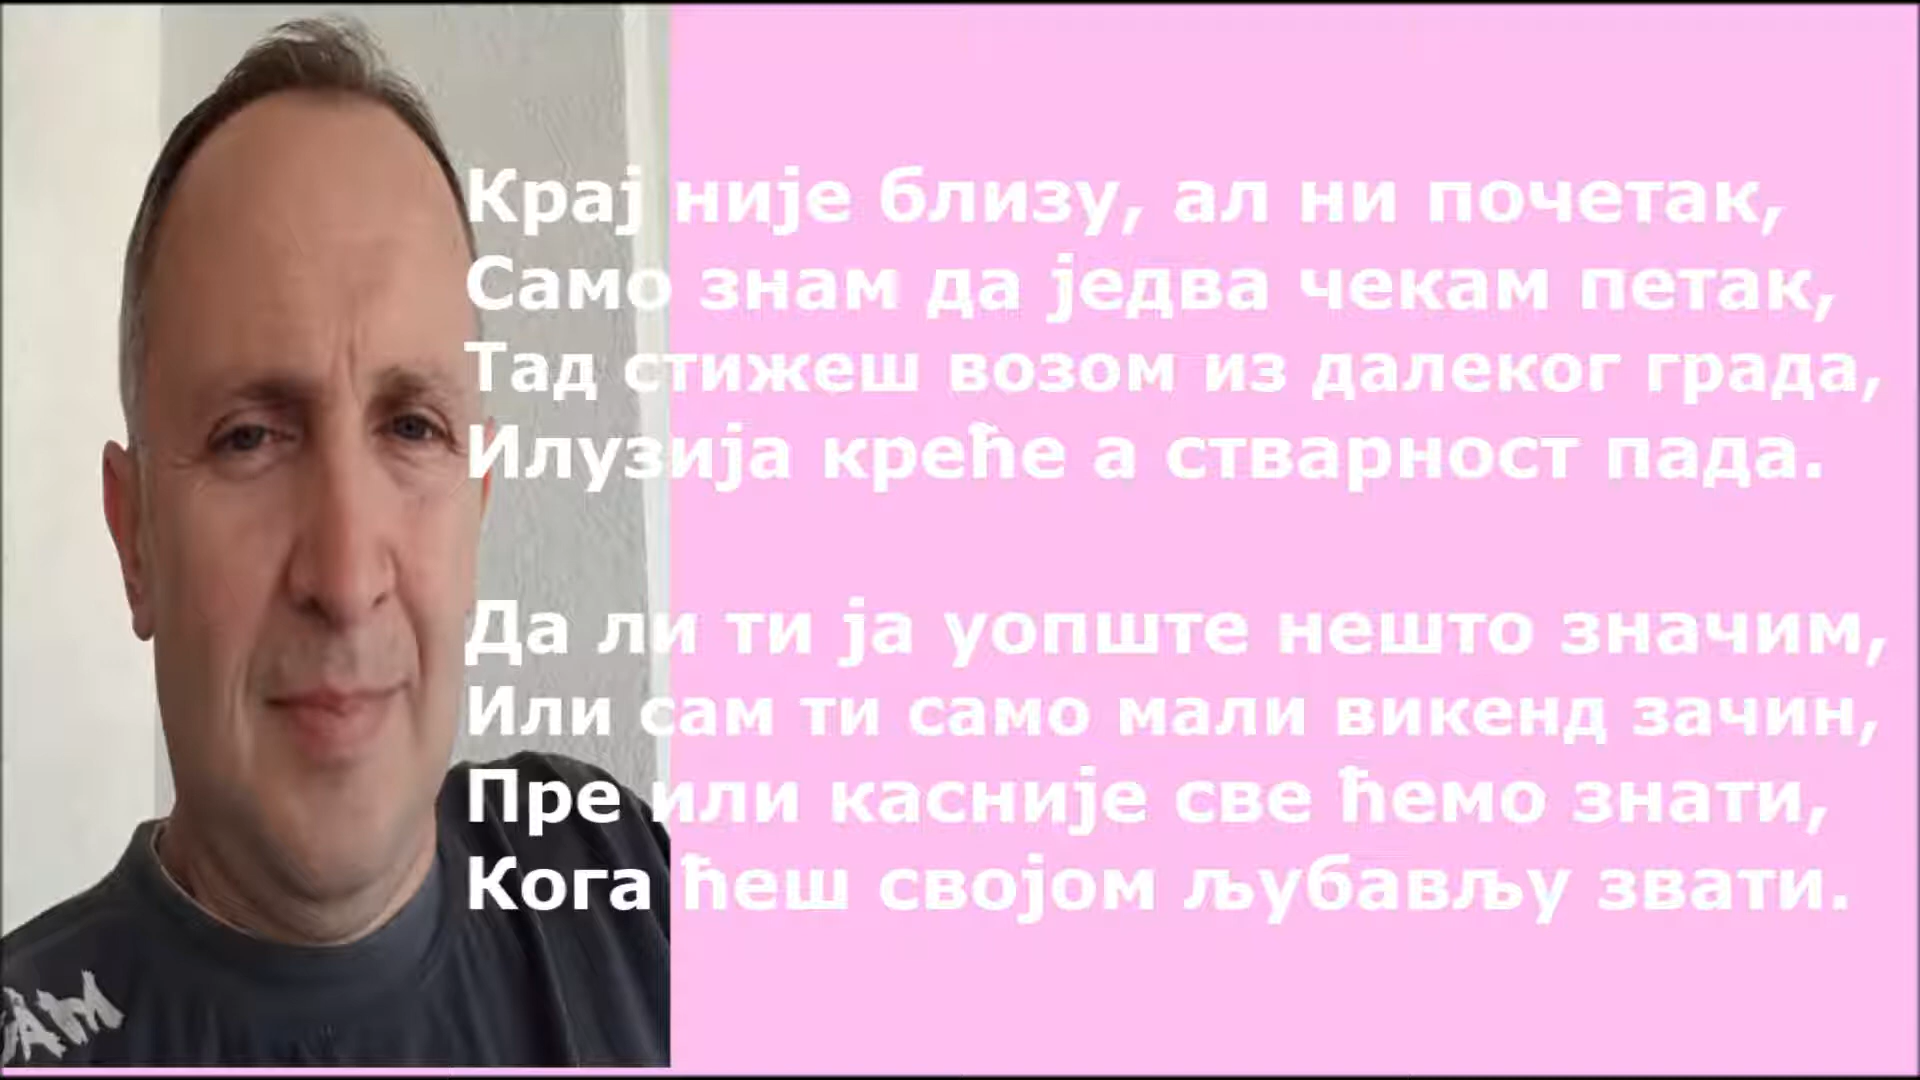 Крај није близу, ал ни почетак,
Само знам да једва чекам петак,
Тад стижеш возом из далеког града,
Илузија креће а стварност пада.
Да ли ти ја уопште нешто значим,
Или сам ти само мали викенд зачин,
Пре или касније све ћемо знати,
Кога ћеш својом љубављу звати.